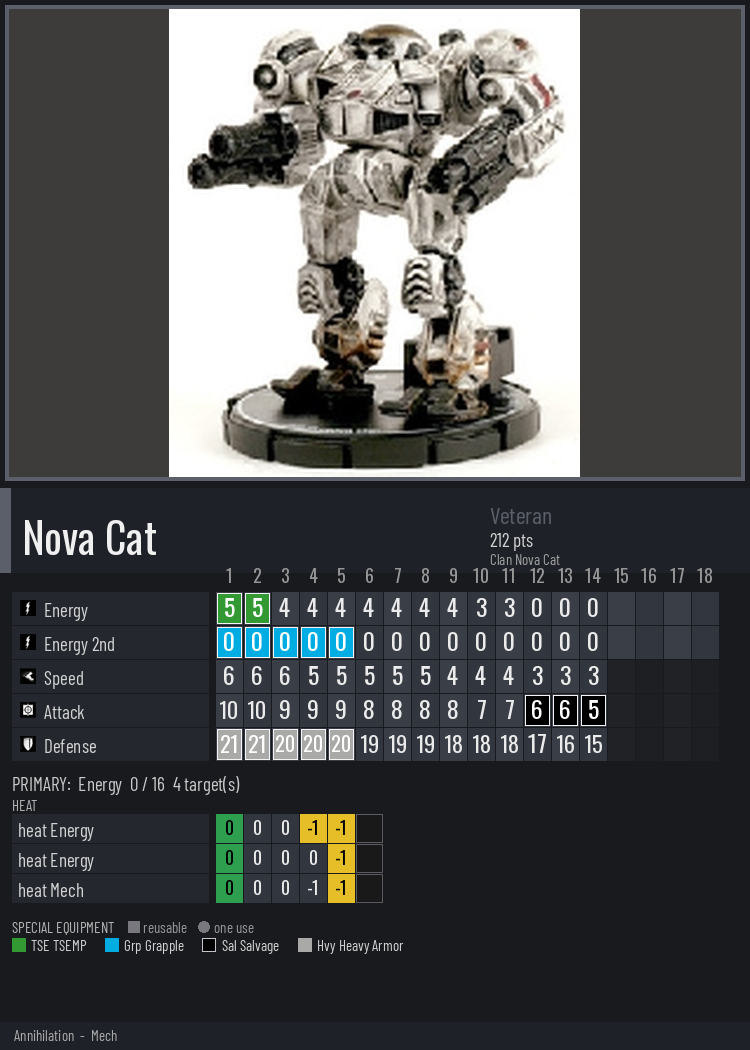 Nova Cat
Veteran
212 pts
Clan Nova Cat
1 2 3 4 5 6 7 8 9 10 11 12 13 14 15 16 17 18
Energy 5 5 4 4 4 4 4 4 4 3 3 0 0 0
Energy 2nd 0 0 0 0 0 0 0 0 0 0 0 0 0 0
Speed 6 6 6 5 5 5 5 5 4 4 4 3 3 3
Attack 10 10 9 9 9 8 8 8 8 7 7 6 6 5
Defense 21 21 20 20 20 19 19 19 18 18 18 17 16 15
PRIMARY: Energy 0 / 16 4 target(s)
HEAT
heat Energy 0 0 0 -1 -1
heat Energy 0 0 0 0 -1
heat Mech 0 0 0 -1 -1
SPECIAL EQUIPMENT reusable one use
TSE TSEMP Grp Grapple Sal Salvage Hvy Heavy Armor
Annihilation - Mech